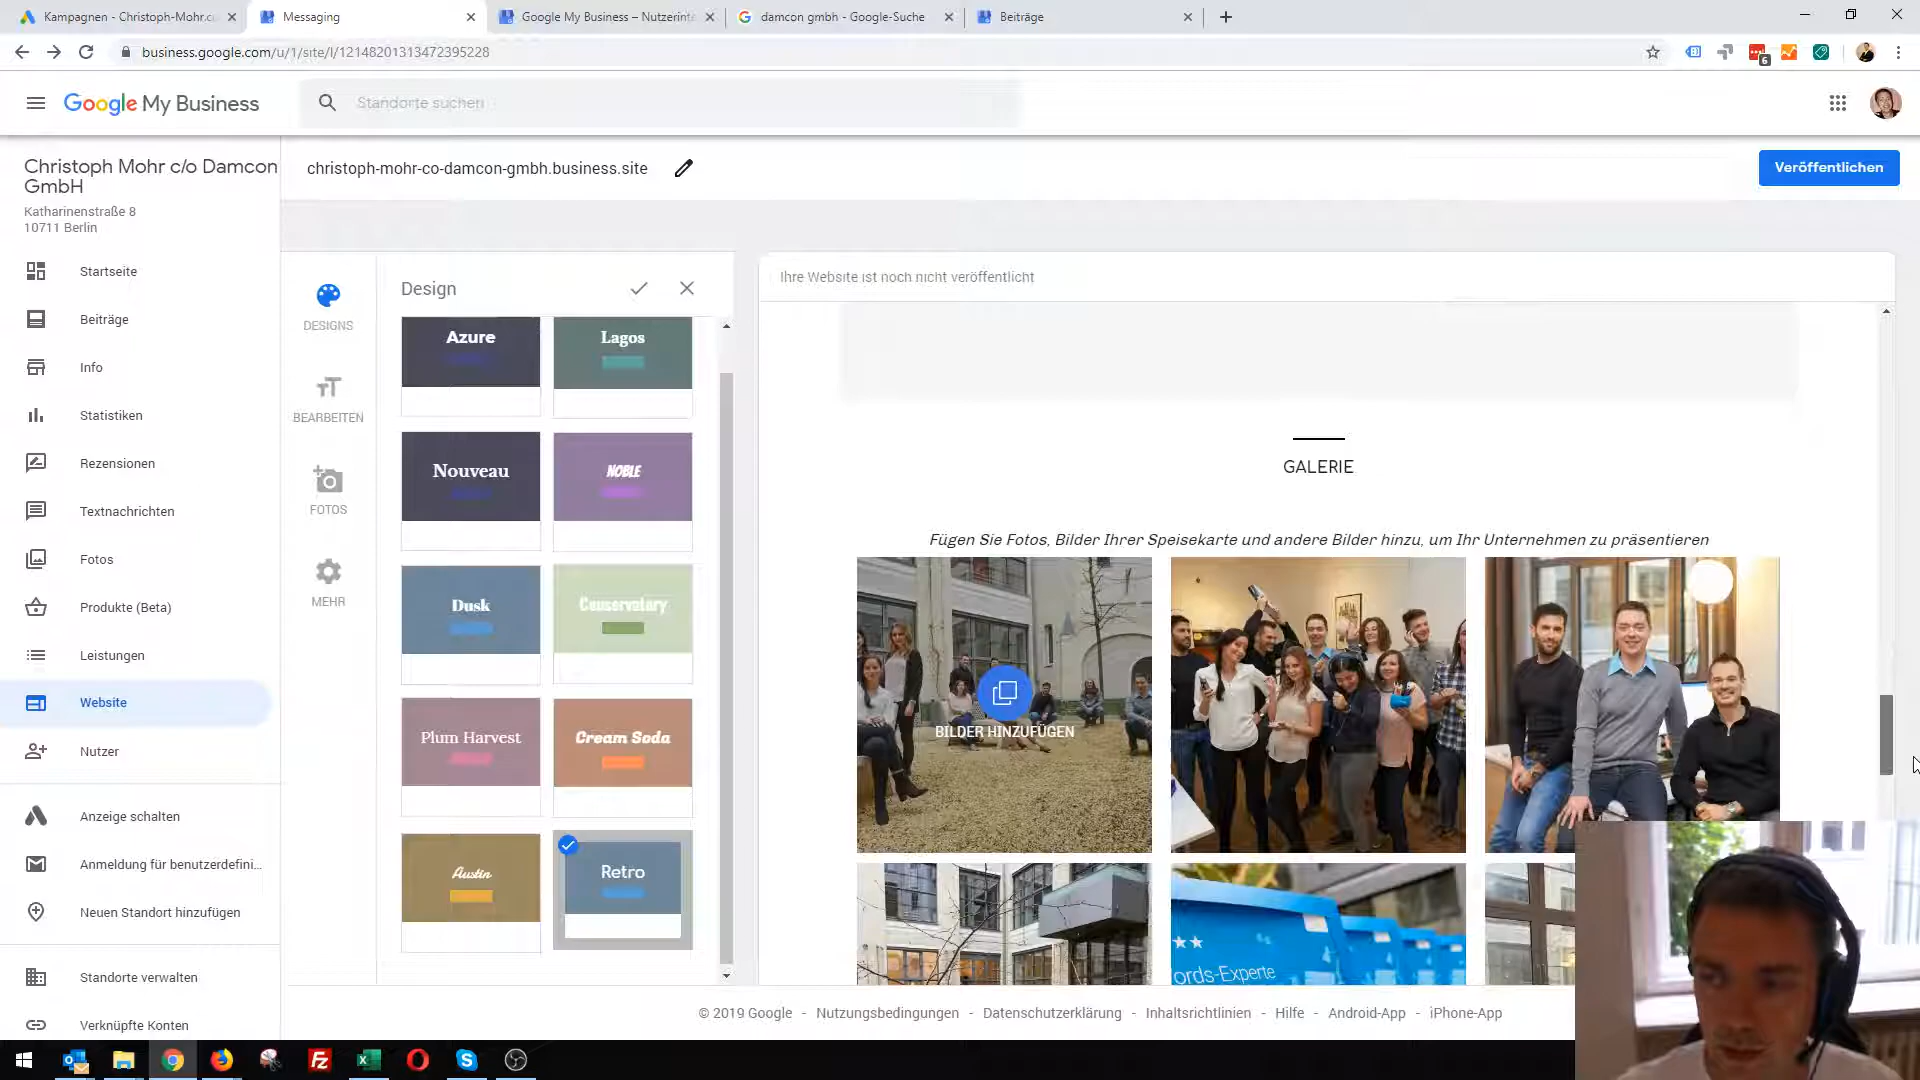 Kampagnen - Christoph-Mohr.c
Messaging
Google My Business – Nutzerinte
damcon gmbh - Google-Suche
Beiträge
business.google.com/u/1/site/l/12148201313472395228
6
Google My Business
Standorte suchen
Christoph Mohr c/o Damcon
GmbH
Katharinenstraße 8
10711 Berlin
christoph-mohr-co-damcon-gmbh.business.site
Veröffentlichen
Startseite
Beiträge
Info
Statistiken
Rezensionen
Textnachrichten
Fotos
Produkte (Beta)
Leistungen
Website
Nutzer
Anzeige schalten
Anmeldung für benutzerdefini...
Neuen Standort hinzufügen
Standorte verwalten
Verknüpfte Konten
DESIGNS
BEARBEITEN
FOTOS
MEHR
Design
Azure
Lagos
Nouveau
NOBLE
Dusk
Conservatory
Plum Harvest
Cream Soda
Austin
Retro
Ihre Website ist noch nicht veröffentlicht
GALERIE
Fügen Sie Fotos, Bilder Ihrer Speisekarte und andere Bilder hinzu, um Ihr Unternehmen zu präsentieren
BILDER HINZUFÜGEN
ords-Experte
© 2019 Google - Nutzungsbedingungen - Datenschutzerklärung - Inhaltsrichtlinien - Hilfe - Android-App - iPhone-App